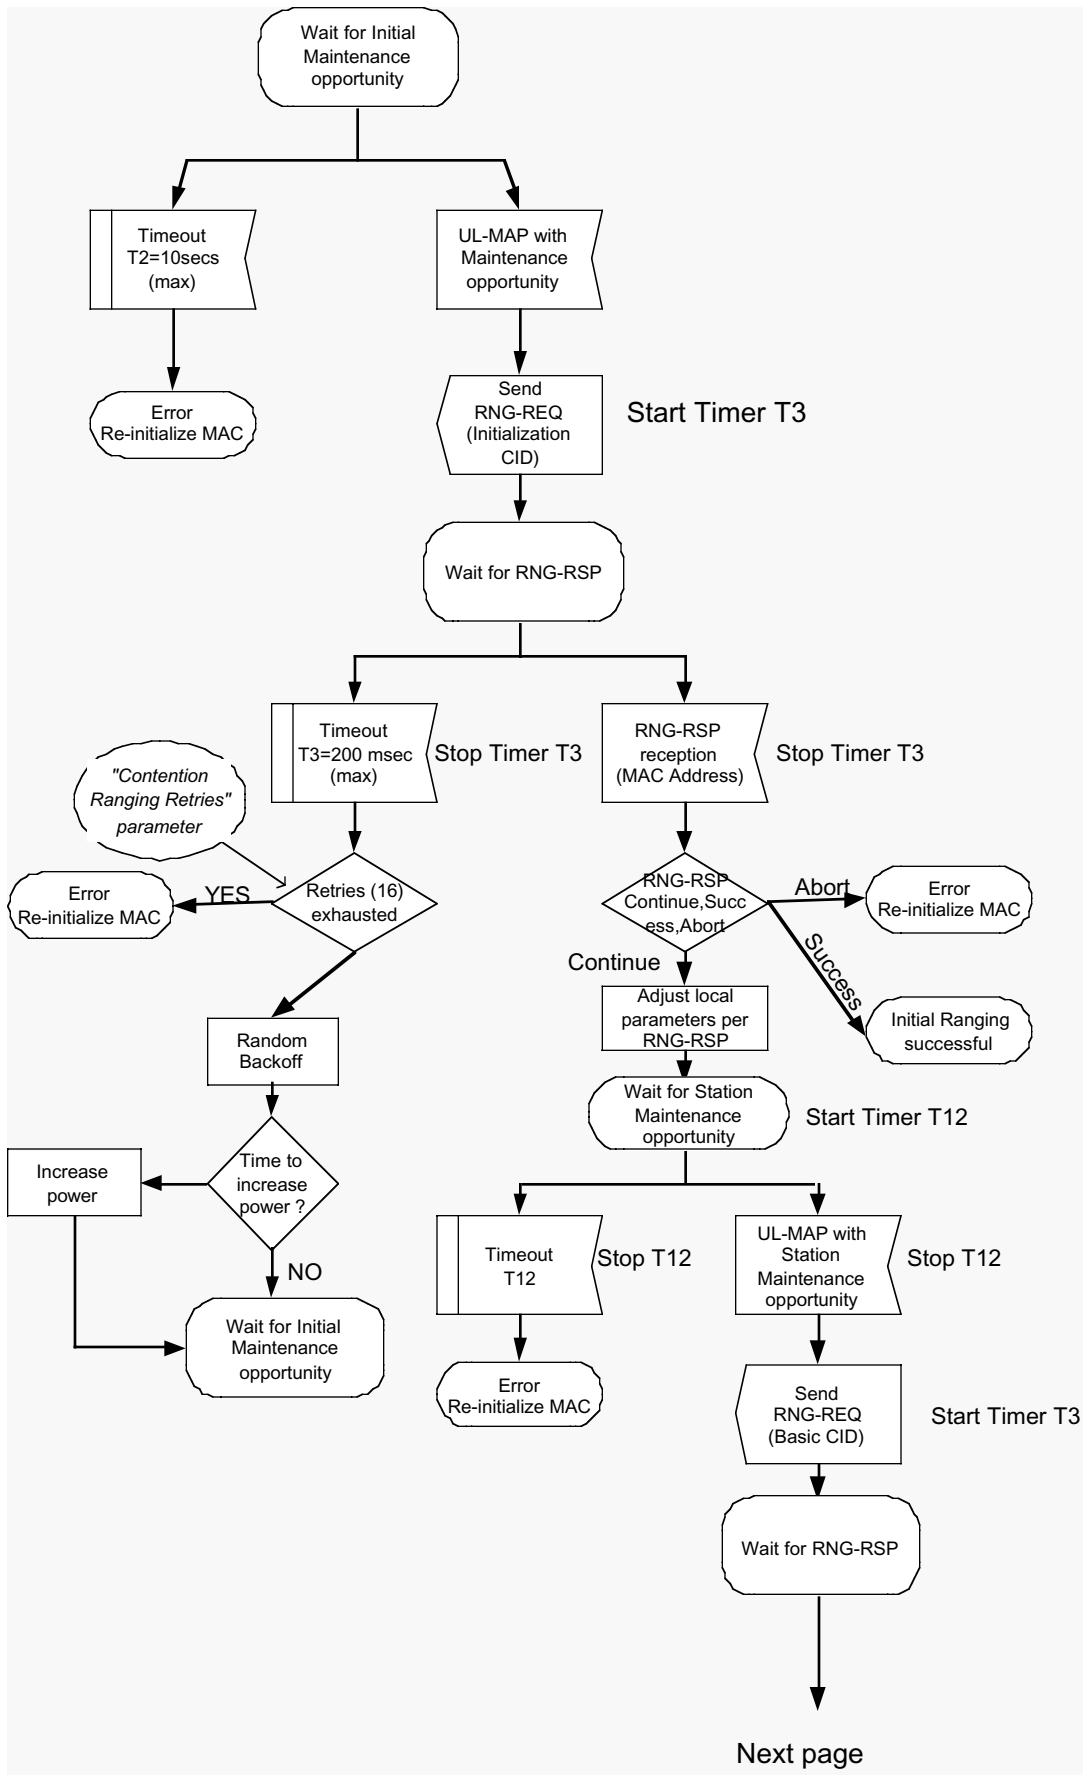 Wait for Initial
Maintenance
opportunity
Timeout
T2=10secs
(max)
UL-MAP with
Maintenance
opportunity
Error
Re-initialize MAC
Send
RNG-REQ
(Initialization
CID)
Start Timer T3
Wait for RNG-RSP
Timeout
T3=200 msec
(max)
Stop Timer T3
RNG-RSP
reception
(MAC Address)
Stop Timer T3
"Contention
Ranging Retries"
parameter
Error
Re-initialize MAC
YES
Retries (16)
exhausted
RNG-RSP
Continue,Succ
ess,Abort
Abort
Error
Re-initialize MAC
Success
Initial Ranging
successful
Continue
Adjust local
parameters per
RNG-RSP
Random
Backoff
Wait for Station
Maintenance
opportunity
Start Timer T12
Increase
power
Time to
increase
power ?
NO
Wait for Initial
Maintenance
opportunity
Timeout
T12
Stop T12
UL-MAP with
Station
Maintenance
opportunity
Stop T12
Error
Re-initialize MAC
Send
RNG-REQ
(Basic CID)
Start Timer T3
Wait for RNG-RSP
Next page